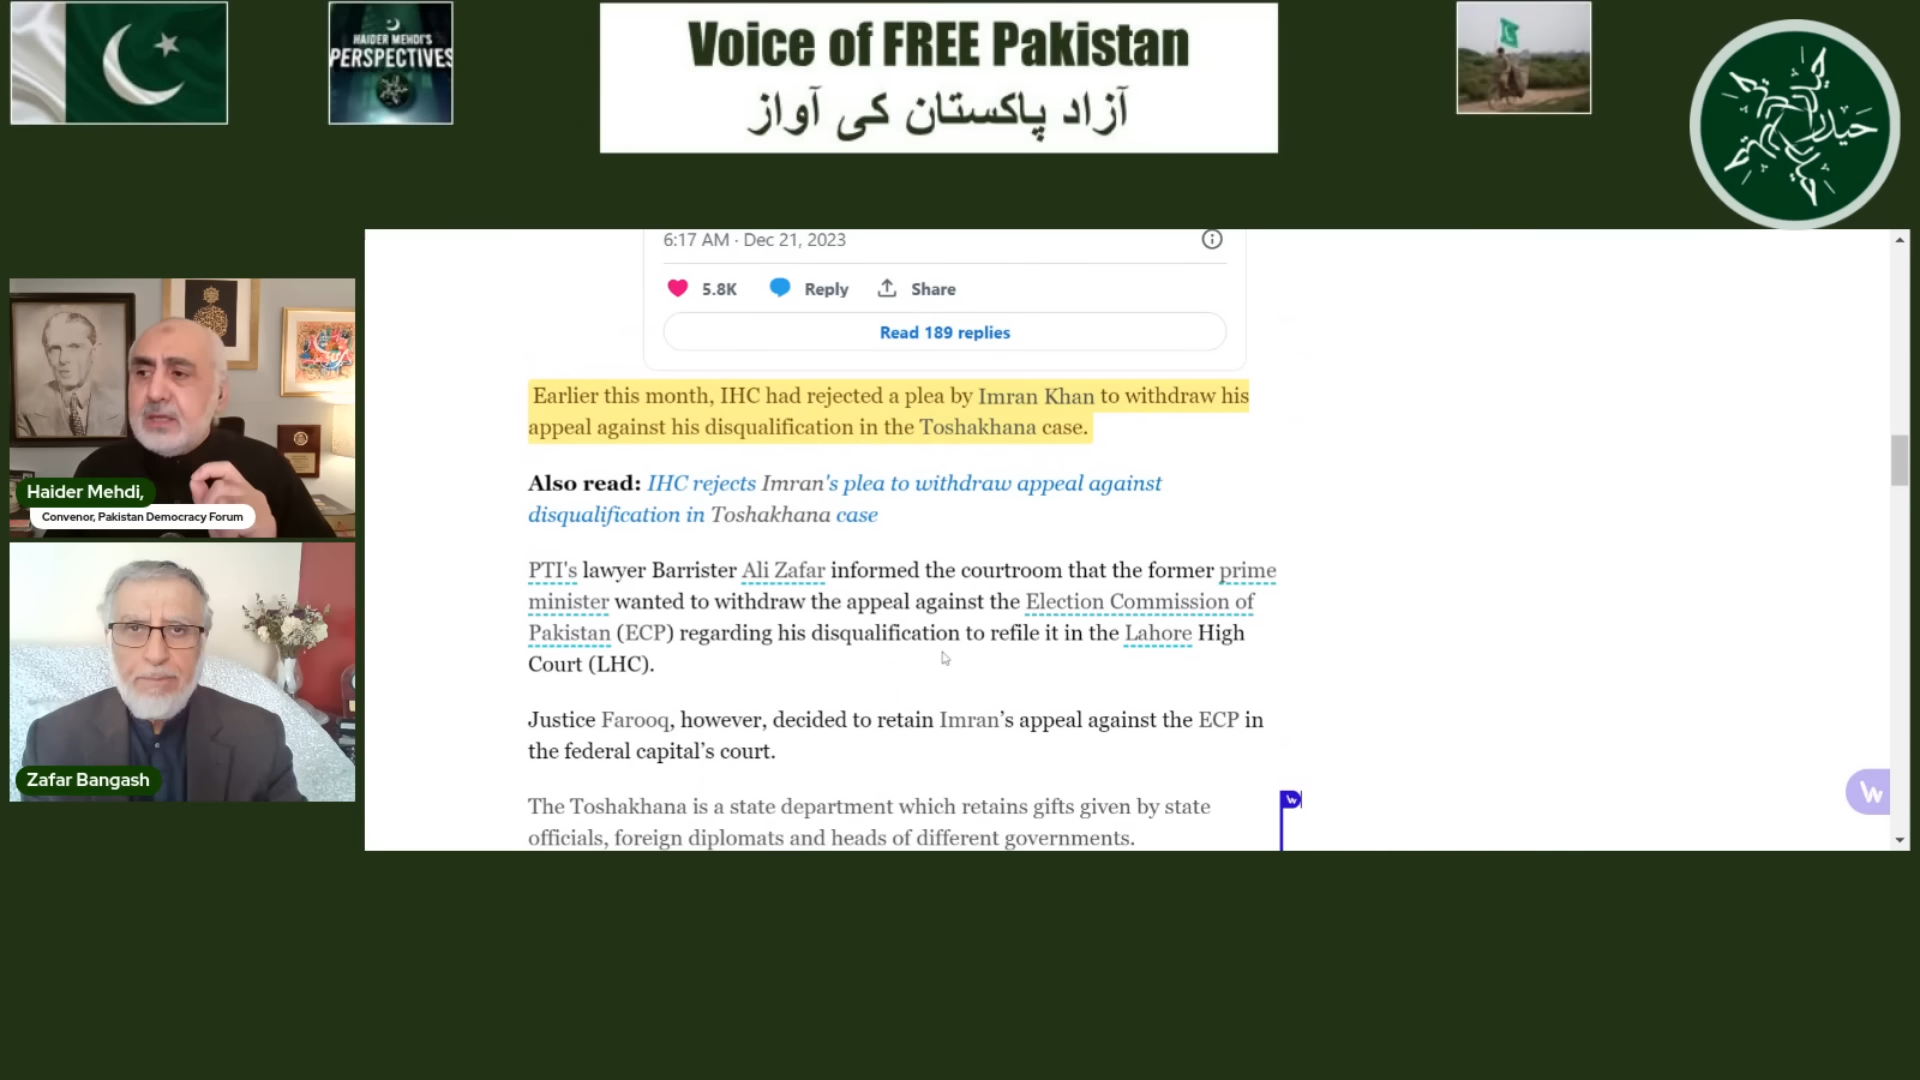 HAIDER MEHDI'S
PERSPECTIVES
Voice of FREE Pakistan
آزاد پاکستان کی آواز
حیدر
6:17 AM · Dec 21, 2023
5.8K Reply Share
Read 189 replies
Earlier this month, IHC had rejected a plea by Imran Khan to withdraw his
appeal against his disqualification in the Toshakhana case.
Also read: IHC rejects Imran's plea to withdraw appeal against
disqualification in Toshakhana case
PTI's lawyer Barrister Ali Zafar informed the courtroom that the former prime
minister wanted to withdraw the appeal against the Election Commission of
Pakistan (ECP) regarding his disqualification to refile it in the Lahore High
Court (LHC).
Justice Farooq, however, decided to retain Imran’s appeal against the ECP in
the federal capital’s court.
The Toshakhana is a state department which retains gifts given by state
officials, foreign diplomats and heads of different governments.
Haider Mehdi,
Convenor, Pakistan Democracy Forum
Zafar Bangash